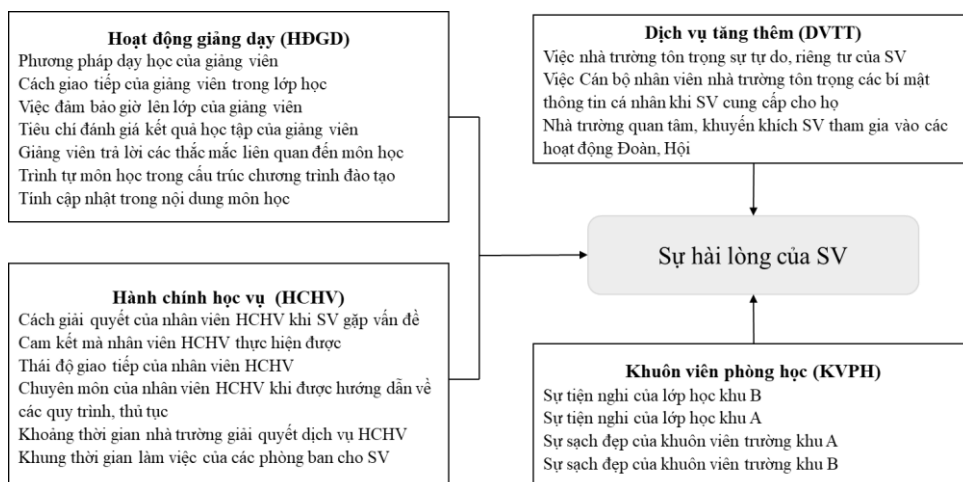 Hoạt động giảng dạy (HĐGD)
Phương pháp dạy học của giảng viên
Cách giao tiếp của giảng viên trong lớp học
Việc đảm bảo giờ lên lớp của giảng viên
Tiêu chí đánh giá kết quả học tập của giảng viên
Giảng viên trả lời các thắc mắc liên quan đến môn học
Trình tự môn học trong cấu trúc chương trình đào tạo
Tính cập nhật trong nội dung môn học
Hành chính học vụ (HCHV)
Cách giải quyết của nhân viên HCHV khi SV gặp vấn đề
Cam kết mà nhân viên HCHV thực hiện được
Thái độ giao tiếp của nhân viên HCHV
Chuyên môn của nhân viên HCHV khi được hướng dẫn về
các quy trình, thủ tục
Khoảng thời gian nhà trường giải quyết dịch vụ HCHV
Khung thời gian làm việc của các phòng ban cho SV
Dịch vụ tăng thêm (DVTT)
Việc nhà trường tôn trọng sự tự do, riêng tư của SV
Việc Cán bộ nhân viên nhà trường tôn trọng các bí mật
thông tin cá nhân khi SV cung cấp cho họ
Nhà trường quan tâm, khuyến khích SV tham gia vào các
hoạt động Đoàn, Hội
Sự hài lòng của SV
Khuôn viên phòng học (KVPH)
Sự tiện nghi của lớp học khu B
Sự tiện nghi của lớp học khu A
Sự sạch đẹp của khuôn viên trường khu A
Sự sạch đẹp của khuôn viên trường khu B